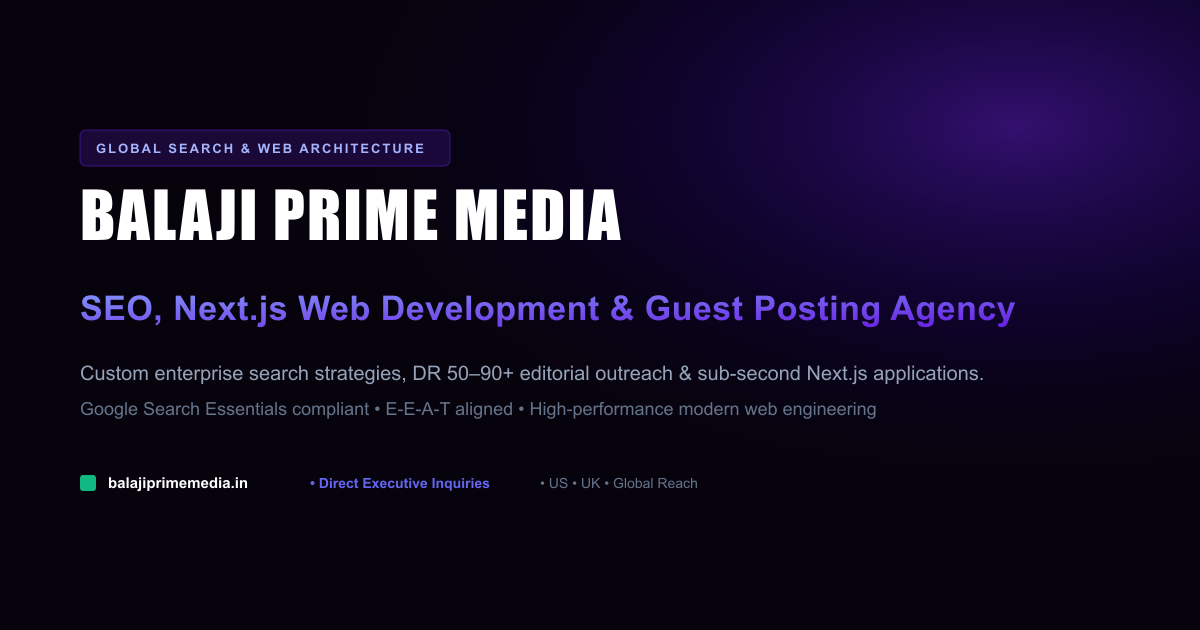 GLOBAL SEARCH & WEB ARCHITECTURE
BALAJI PRIME MEDIA
SEO, Next.js Web Development & Guest Posting Agency
Custom enterprise search strategies, DR 50–90+ editorial outreach & sub-second Next.js applications.
Google Search Essentials compliant • E-E-A-T aligned • High-performance modern web engineering
balajiprimemedia.in • Direct Executive Inquiries • US • UK • Global Reach